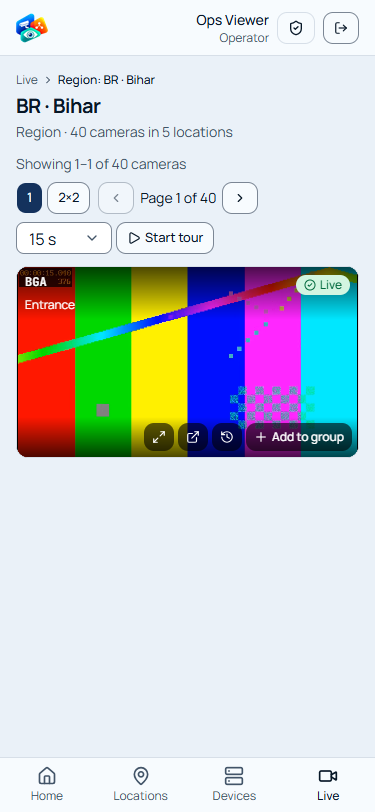 Ops Viewer
Operator
Live > Region: BR · Bihar
BR · Bihar
Region · 40 cameras in 5 locations
Showing 1–1 of 40 cameras
1
2×2
Page 1 of 40
15 s
Start tour
BGA
376
Live
Entrance
Add to group
Home
Locations
Devices
Live